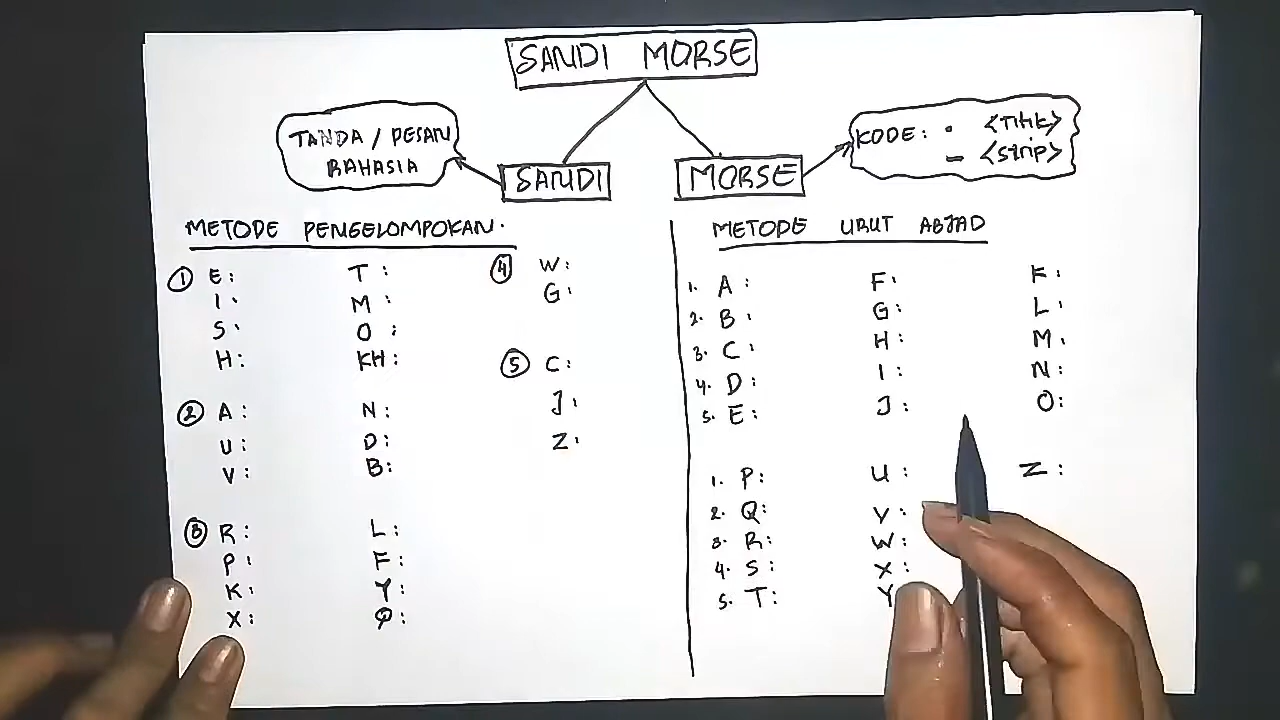 SANDI MORSE
TANDA / PESAN
RAHASIA
SANDI
MORSE
KODE: . <Titik>
- <strip>
METODE PENGELOMPOKAN.
① E: T:
I: M:
S: O:
H: KH:
② A: N:
U: D:
V: B:
③ R: L:
P: F:
K: Y:
X: Q:
④ W:
G:
⑤ C:
J:
Z:
METODE URUT ABJAD
1. A: F: K:
2. B: G: L:
3. C: H: M:
4. D: I: N:
5. E: J: O:
1. P: U: Z:
2. Q: V:
3. R: W:
4. S: X:
5. T: Y